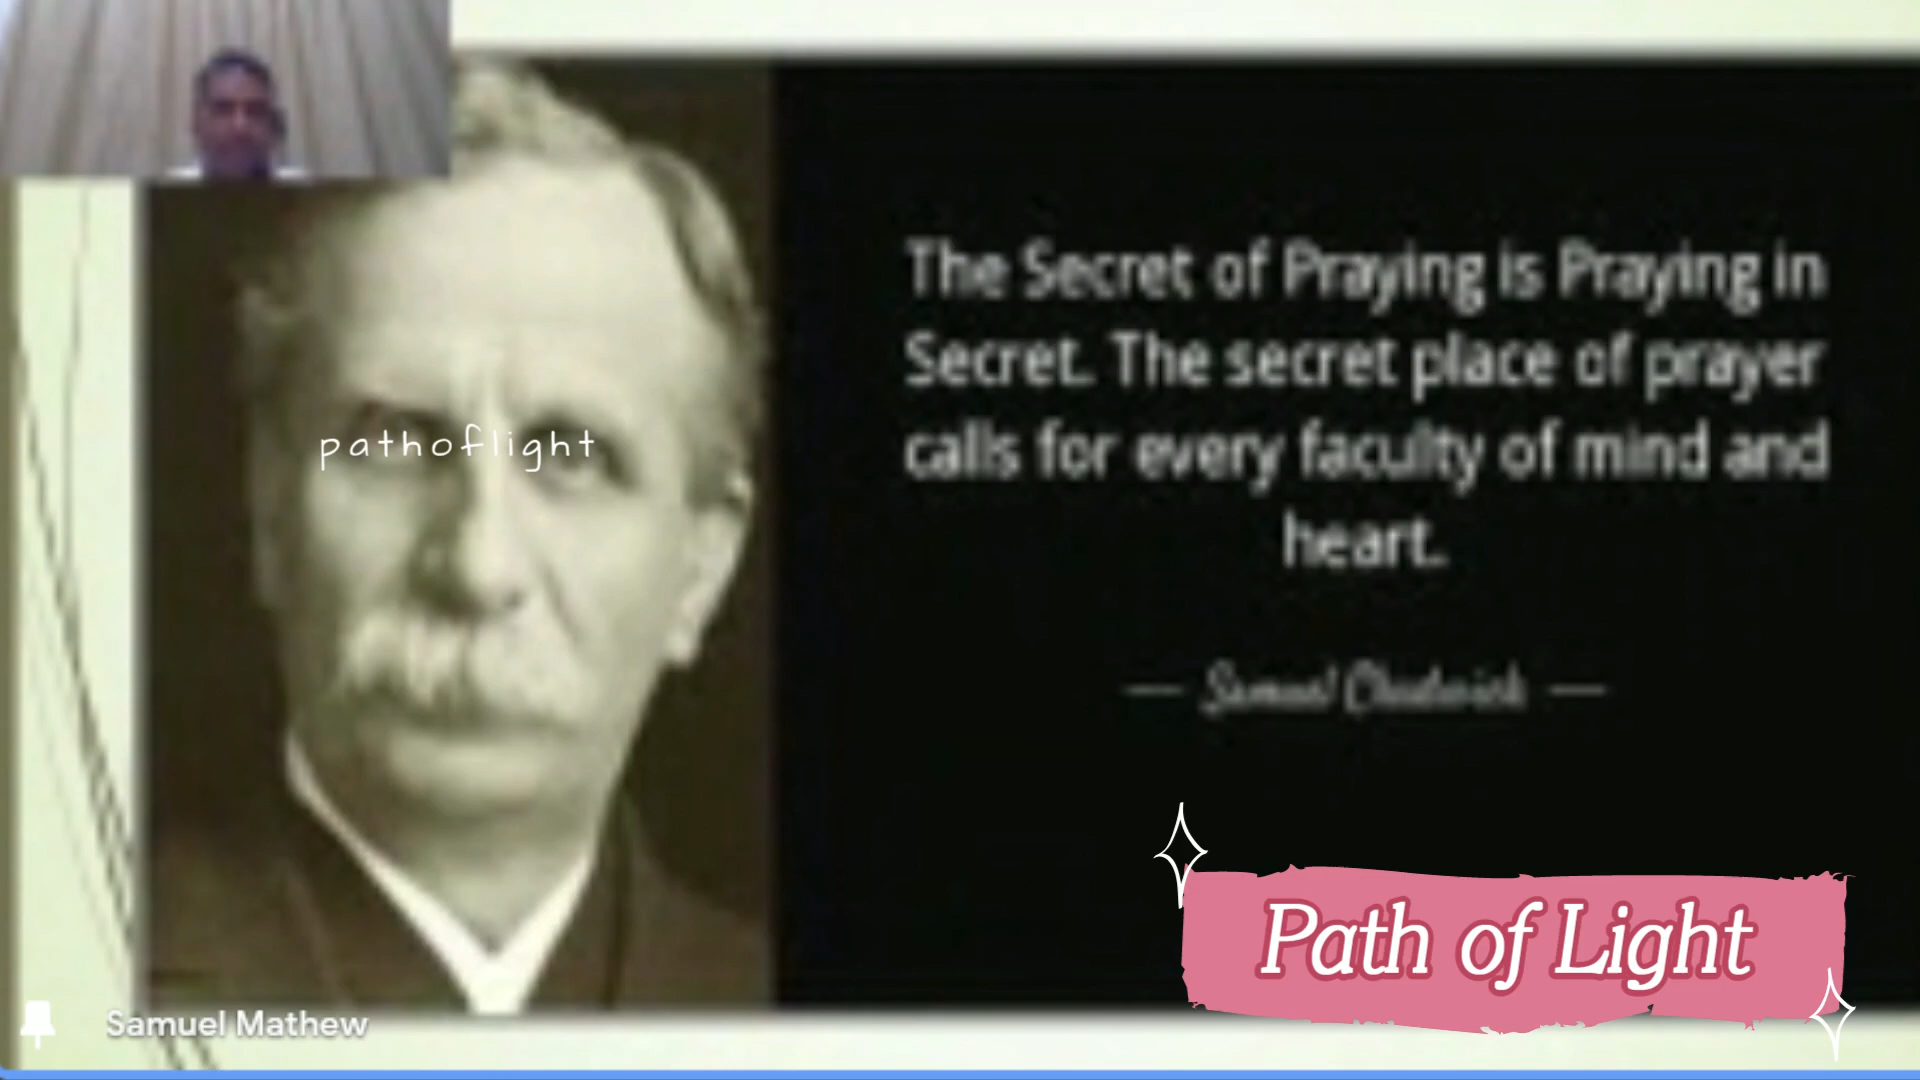 The Secret of Praying is Praying in
Secret. The secret place of prayer
calls for every faculty of mind and
heart.
— Samuel Chadwick —
pathoflight
Path of Light
Samuel Mathew